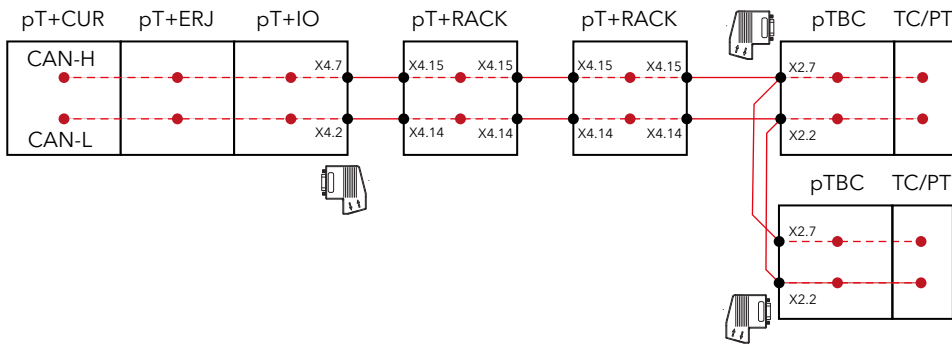 pT+CUR pT+ERJ pT+IO pT+RACK pT+RACK pTBC TC/PT
CAN-H X4.7 X4.15 X4.15 X4.15 X4.15 X2.7
CAN-L X4.2 X4.14 X4.14 X4.14 X4.14 X2.2
pTBC TC/PT
X2.7
X2.2